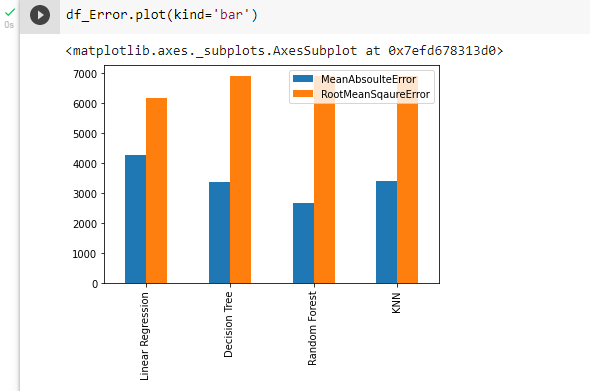 df_Error.plot(kind='bar')
0s
<matplotlib.axes._subplots.AxesSubplot at 0x7efd678313d0>
7000
6000
5000
4000
3000
2000
1000
0
MeanAbsoulteError
RootMeanSqaureError
Linear Regression
Decision Tree
Random Forest
KNN